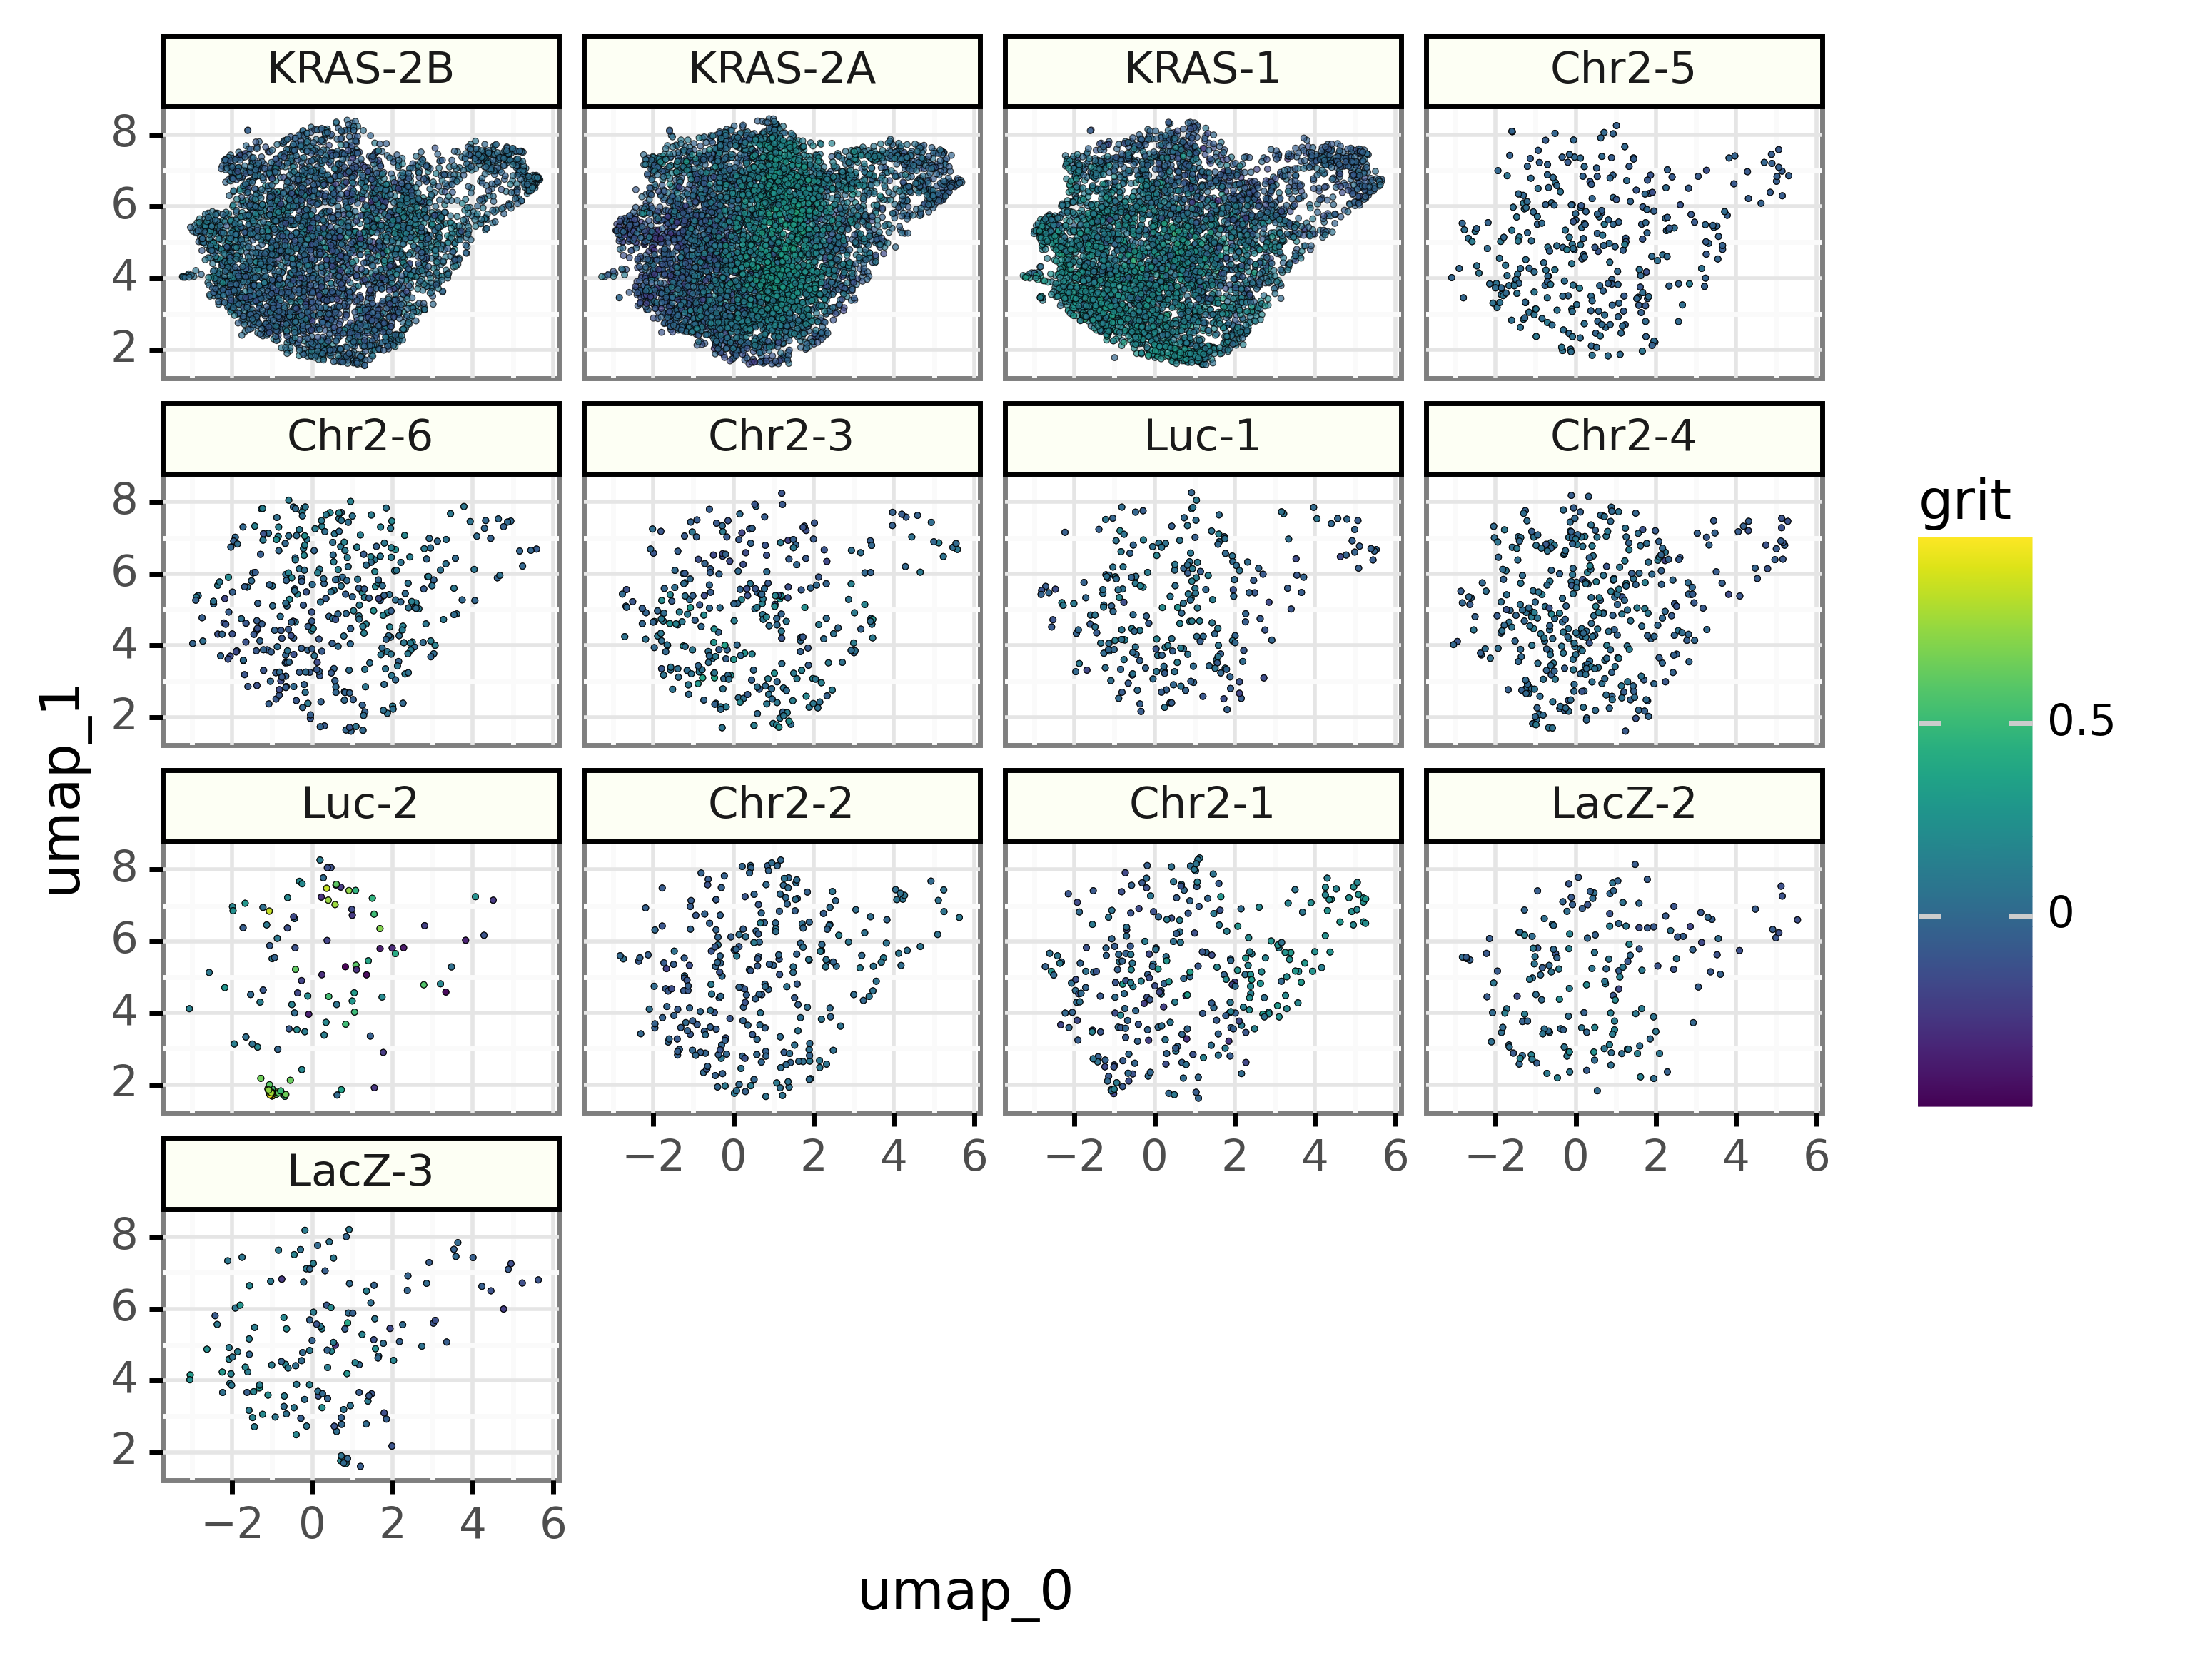 KRAS-2B KRAS-2A KRAS-1 Chr2-5
8
6
4
2
Chr2-6 Chr2-3 Luc-1 Chr2-4
8
6
4
2
Luc-2 Chr2-2 Chr2-1 LacZ-2
8
6
4
2
−2 0 2 4 6 −2 0 2 4 6 −2 0 2 4 6
LacZ-3
8
6
4
2
−2 0 2 4 6
umap_0
umap_1
grit
0.5
0